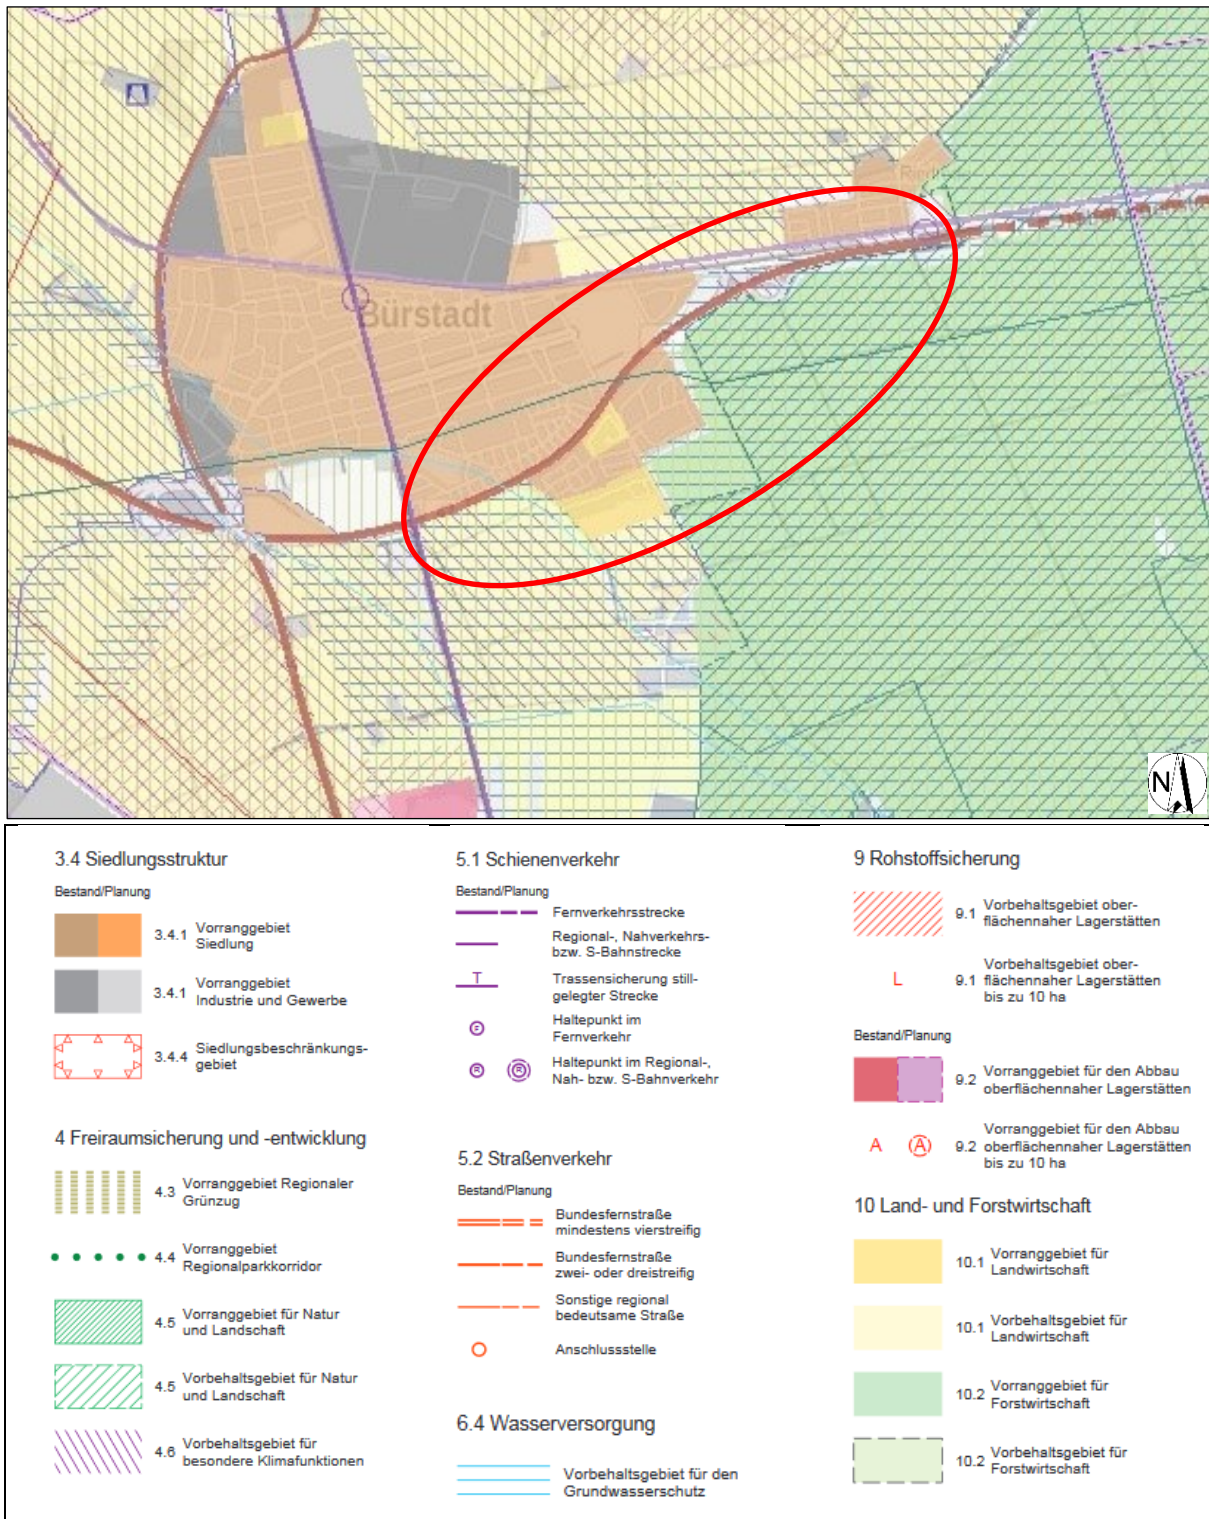 Bürstadt
N
3.4 Siedlungsstruktur
Bestand/Planung
3.4.1 Vorranggebiet
Siedlung
3.4.1 Vorranggebiet
Industrie und Gewerbe
3.4.4 Siedlungsbeschränkungs-
gebiet
4 Freiraumsicherung und -entwicklung
4.3 Vorranggebiet Regionaler
Grünzug
4.4 Vorranggebiet
Regionalparkkorridor
4.5 Vorranggebiet für Natur
und Landschaft
4.5 Vorbehaltsgebiet für Natur
und Landschaft
4.6 Vorbehaltsgebiet für
besondere Klimafunktionen
5.1 Schienenverkehr
Bestand/Planung
Fernverkehrsstrecke
Regional-, Nahverkehrs-
bzw. S-Bahnstrecke
T Trassensicherung still-
gelegter Strecke
F Haltepunkt im
Fernverkehr
R R Haltepunkt im Regional-,
Nah- bzw. S-Bahnverkehr
5.2 Straßenverkehr
Bestand/Planung
Bundesfernstraße
mindestens vierstreifig
Bundesfernstraße
zwei- oder dreistreifig
Sonstige regional
bedeutsame Straße
Anschlussstelle
6.4 Wasserversorgung
Vorbehaltsgebiet für den
Grundwasserschutz
9 Rohstoffsicherung
9.1 Vorbehaltsgebiet ober-
flächennaher Lagerstätten
L 9.1 Vorbehaltsgebiet ober-
flächennaher Lagerstätten
bis zu 10 ha
Bestand/Planung
9.2 Vorranggebiet für den Abbau
oberflächennaher Lagerstätten
A A 9.2 Vorranggebiet für den Abbau
oberflächennaher Lagerstätten
bis zu 10 ha
10 Land- und Forstwirtschaft
10.1 Vorranggebiet für
Landwirtschaft
10.1 Vorbehaltsgebiet für
Landwirtschaft
10.2 Vorranggebiet für
Forstwirtschaft
10.2 Vorbehaltsgebiet für
Forstwirtschaft